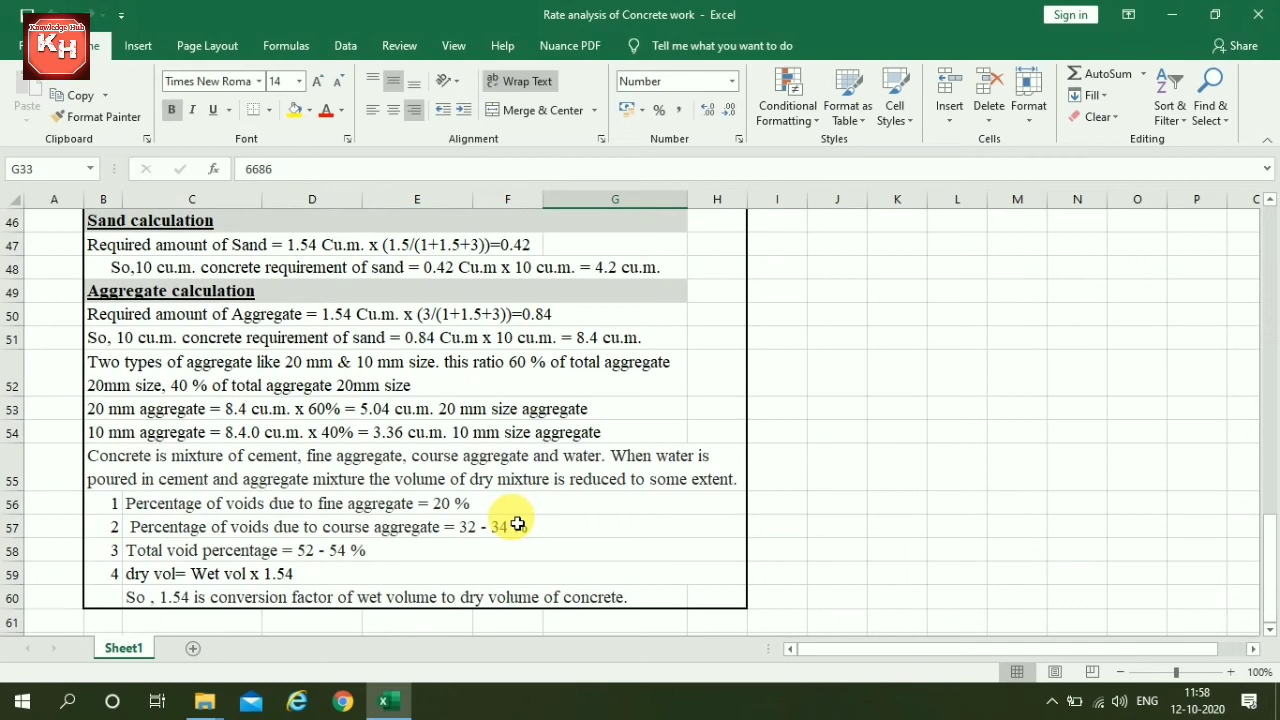 Rate analysis of Concrete work - Excel
Sign in
Knowledge Hub
KH
Insert
Page Layout
Formulas
Data
Review
View
Help
Nuance PDF
Tell me what you want to do
Share
Paste
Copy
Format Painter
Clipboard
Times New Roma
14
B I U
Font
Wrap Text
Merge & Center
Alignment
Number
Number
Conditional Formatting
Format as Table
Cell Styles
Styles
Insert
Delete
Format
Cells
AutoSum
Fill
Clear
Sort & Filter
Find & Select
Editing
G33
fx
6686
A B C D E F G H I J K L M N O P
46 Sand calculation
47 Required amount of Sand = 1.54 Cu.m. x (1.5/(1+1.5+3))=0.42
48 So,10 cu.m. concrete requirement of sand = 0.42 Cu.m x 10 cu.m. = 4.2 cu.m.
49 Aggregate calculation
50 Required amount of Aggregate = 1.54 Cu.m. x (3/(1+1.5+3))=0.84
51 So, 10 cu.m. concrete requirement of sand = 0.84 Cu.m x 10 cu.m. = 8.4 cu.m.
Two types of aggregate like 20 mm & 10 mm size. this ratio 60 % of total aggregate
52 20mm size, 40 % of total aggregate 20mm size
53 20 mm aggregate = 8.4 cu.m. x 60% = 5.04 cu.m. 20 mm size aggregate
54 10 mm aggregate = 8.4.0 cu.m. x 40% = 3.36 cu.m. 10 mm size aggregate
Concrete is mixture of cement, fine aggregate, course aggregate and water. When water is
55 poured in cement and aggregate mixture the volume of dry mixture is reduced to some extent.
56 1 Percentage of voids due to fine aggregate = 20 %
57 2 Percentage of voids due to course aggregate = 32 - 34 %
58 3 Total void percentage = 52 - 54 %
59 4 dry vol= Wet vol x 1.54
60 So , 1.54 is conversion factor of wet volume to dry volume of concrete.
61
Sheet1
100%
ENG
11:58
12-10-2020